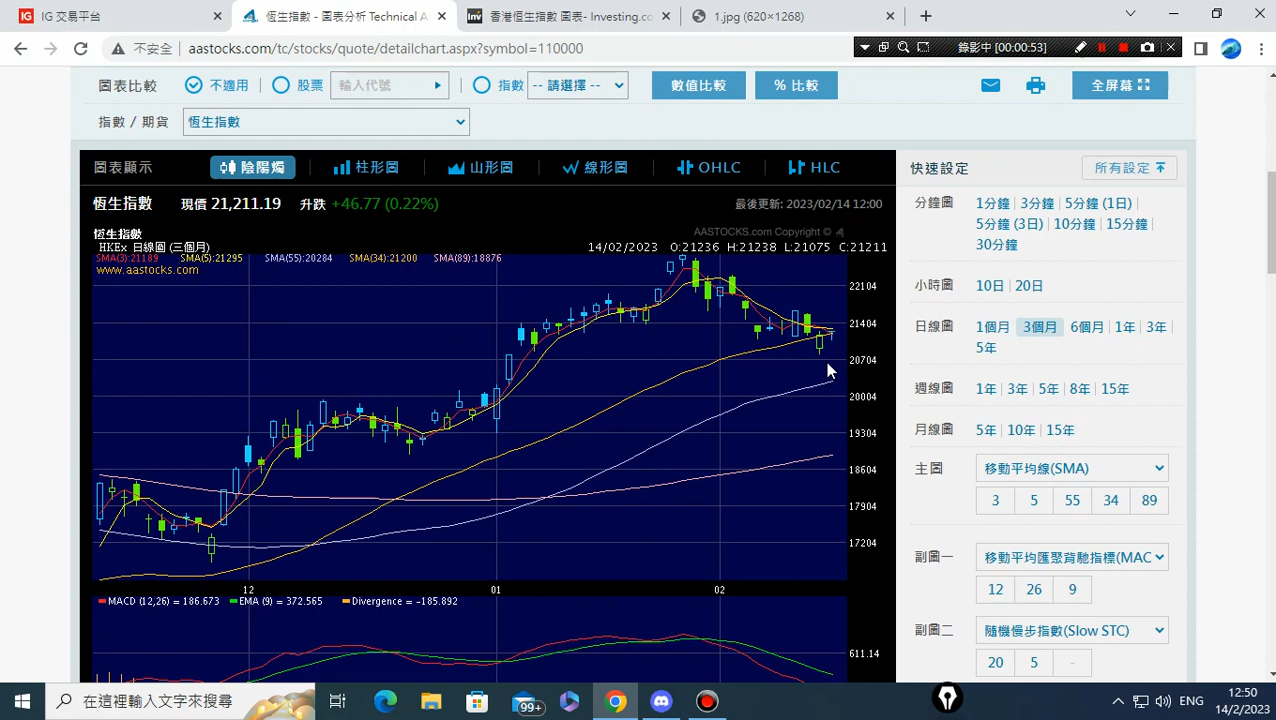 IG 交易平台
恆生指數 - 圖表分析 Technical A
香港恒生指數 圖表- Investing.co
1.jpg (620×1268)
不安全
aastocks.com/tc/stocks/quote/detailchart.aspx?symbol=110000
錄影中 [00:00:53]
圖表比較 不適用 股票 輸入代號 指數 -- 請選擇 -- 數值比較 % 比較 全屏幕
指數 / 期貨 恆生指數
圖表顯示 陰陽燭 柱形圖 山形圖 線形圖 OHLC HLC
快速設定 所有設定
恆生指數 現價 21,211.19 升跌 +46.77 (0.22%) 最後更新: 2023/02/14 12:00
恆生指數
AASTOCKS.com Copyright ©
HKEx 日線圖 (三個月) 14/02/2023 O:21236 H:21238 L:21075 C:21211
SMA(3):21189 SMA(5):21295 SMA(55):20284 SMA(34):21200 SMA(89):18876
www.aastocks.com
22104
21404
20704
20004
19304
18604
17904
17204
12 01 02
MACD (12,26) = 186.673 EMA (9) = 372.565 Divergence = -185.892
611.14
分鐘圖 1分鐘 3分鐘 5分鐘 (1日)
5分鐘 (3日) 10分鐘 15分鐘
30分鐘
小時圖 10日 20日
日線圖 1個月 3個月 6個月 1年 3年
5年
週線圖 1年 3年 5年 8年 15年
月線圖 5年 10年 15年
主圖 移動平均線(SMA)
3 5 55 34 89
副圖一 移動平均匯聚背馳指標(MAC
12 26 9
副圖二 隨機慢步指數(Slow STC)
20 5 -
在這裡輸入文字來搜尋
99+
ENG
12:50
14/2/2023